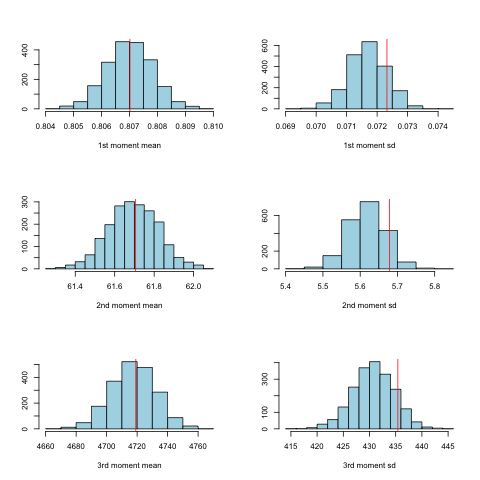 0 200 400
0.804 0.805 0.806 0.807 0.808 0.809 0.810
1st moment mean
0 200 400 600
0.069 0.070 0.071 0.072 0.073 0.074
1st moment sd
0 50 100 200 300
61.4 61.6 61.8 62.0
2nd moment mean
0 200 600
5.4 5.5 5.6 5.7 5.8
2nd moment sd
0 200 400
4660 4680 4700 4720 4740 4760
3rd moment mean
0 100 300
415 420 425 430 435 440 445
3rd moment sd